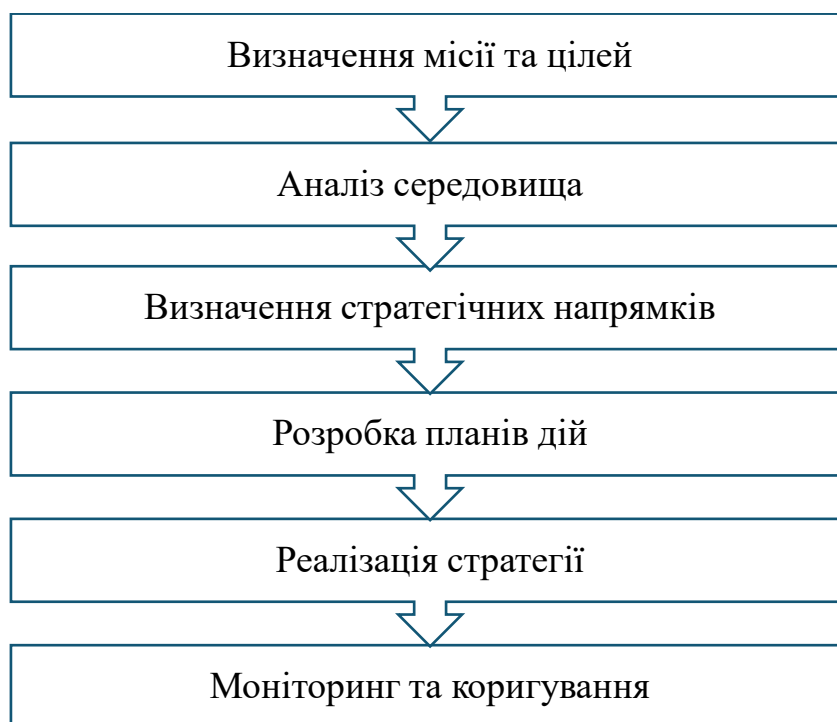 Визначення місії та цілей
Аналіз середовища
Визначення стратегічних напрямків
Розробка планів дій
Реалізація стратегії
Моніторинг та коригування